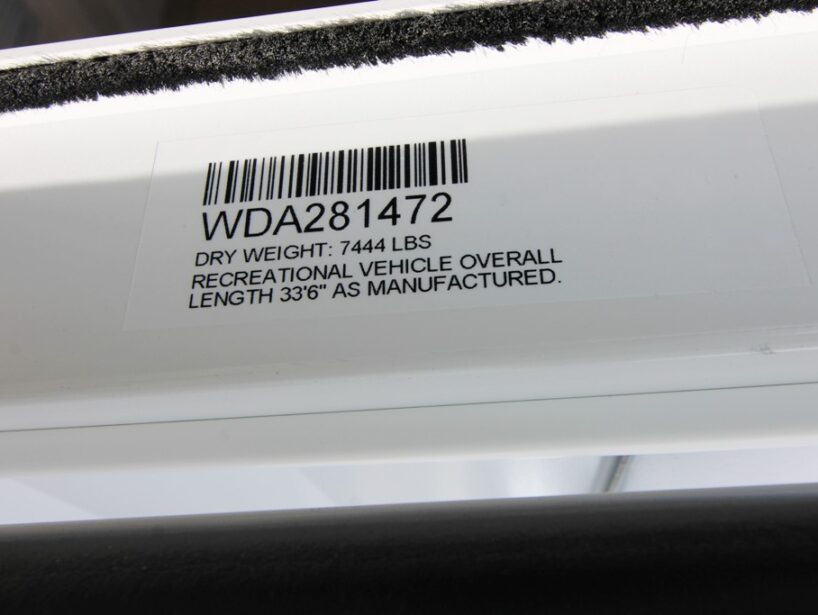 WDA281472
DRY WEIGHT: 7444 LBS
RECREATIONAL VEHICLE OVERALL
LENGTH 33'6" AS MANUFACTURED.